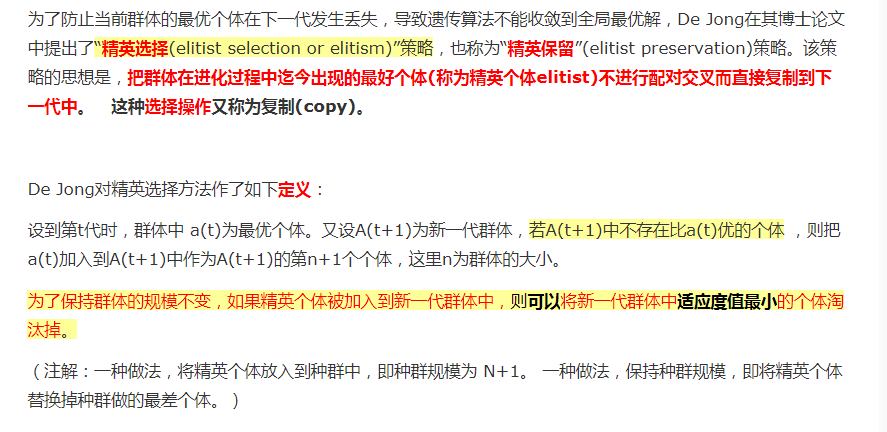 为了防止当前群体的最优个体在下一代发生丢失，导致遗传算法不能收敛到全局最优解，De Jong在其博士论文
中提出了“精英选择(elitist selection or elitism)”策略，也称为“精英保留”(elitist preservation)策略。该策
略的思想是，把群体在进化过程中迄今出现的最好个体(称为精英个体elitist)不进行配对交叉而直接复制到下
一代中。 这种选择操作又称为复制(copy)。
De Jong对精英选择方法作了如下定义：
设到第t代时，群体中 a(t)为最优个体。又设A(t+1)为新一代群体，若A(t+1)中不存在比a(t)优的个体 ，则把
a(t)加入到A(t+1)中作为A(t+1)的第n+1个个体，这里n为群体的大小。
为了保持群体的规模不变，如果精英个体被加入到新一代群体中，则可以将新一代群体中适应度值最小的个体淘
汰掉。
（注解：一种做法，将精英个体放入到种群中，即种群规模为 N+1。 一种做法，保持种群规模，即将精英个体
替换掉种群做的最差个体。）